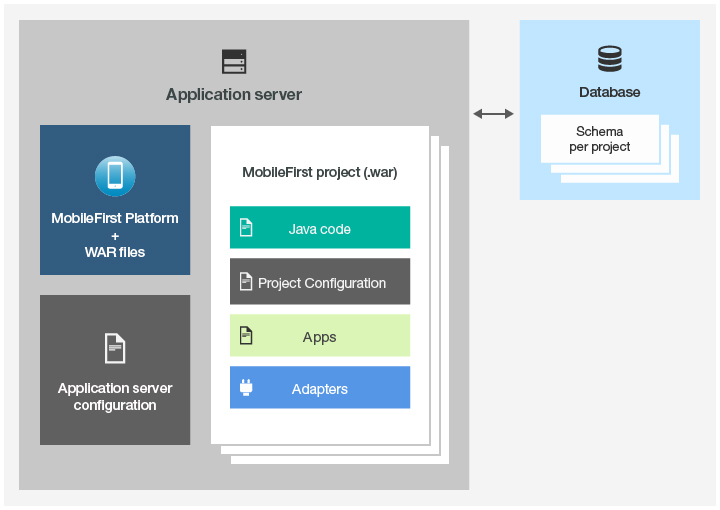 Application server
MobileFirst Platform
+
WAR files
Application server
configuration
MobileFirst project (.war)
Java code
Project Configuration
Apps
Adapters
Database
Schema
per project